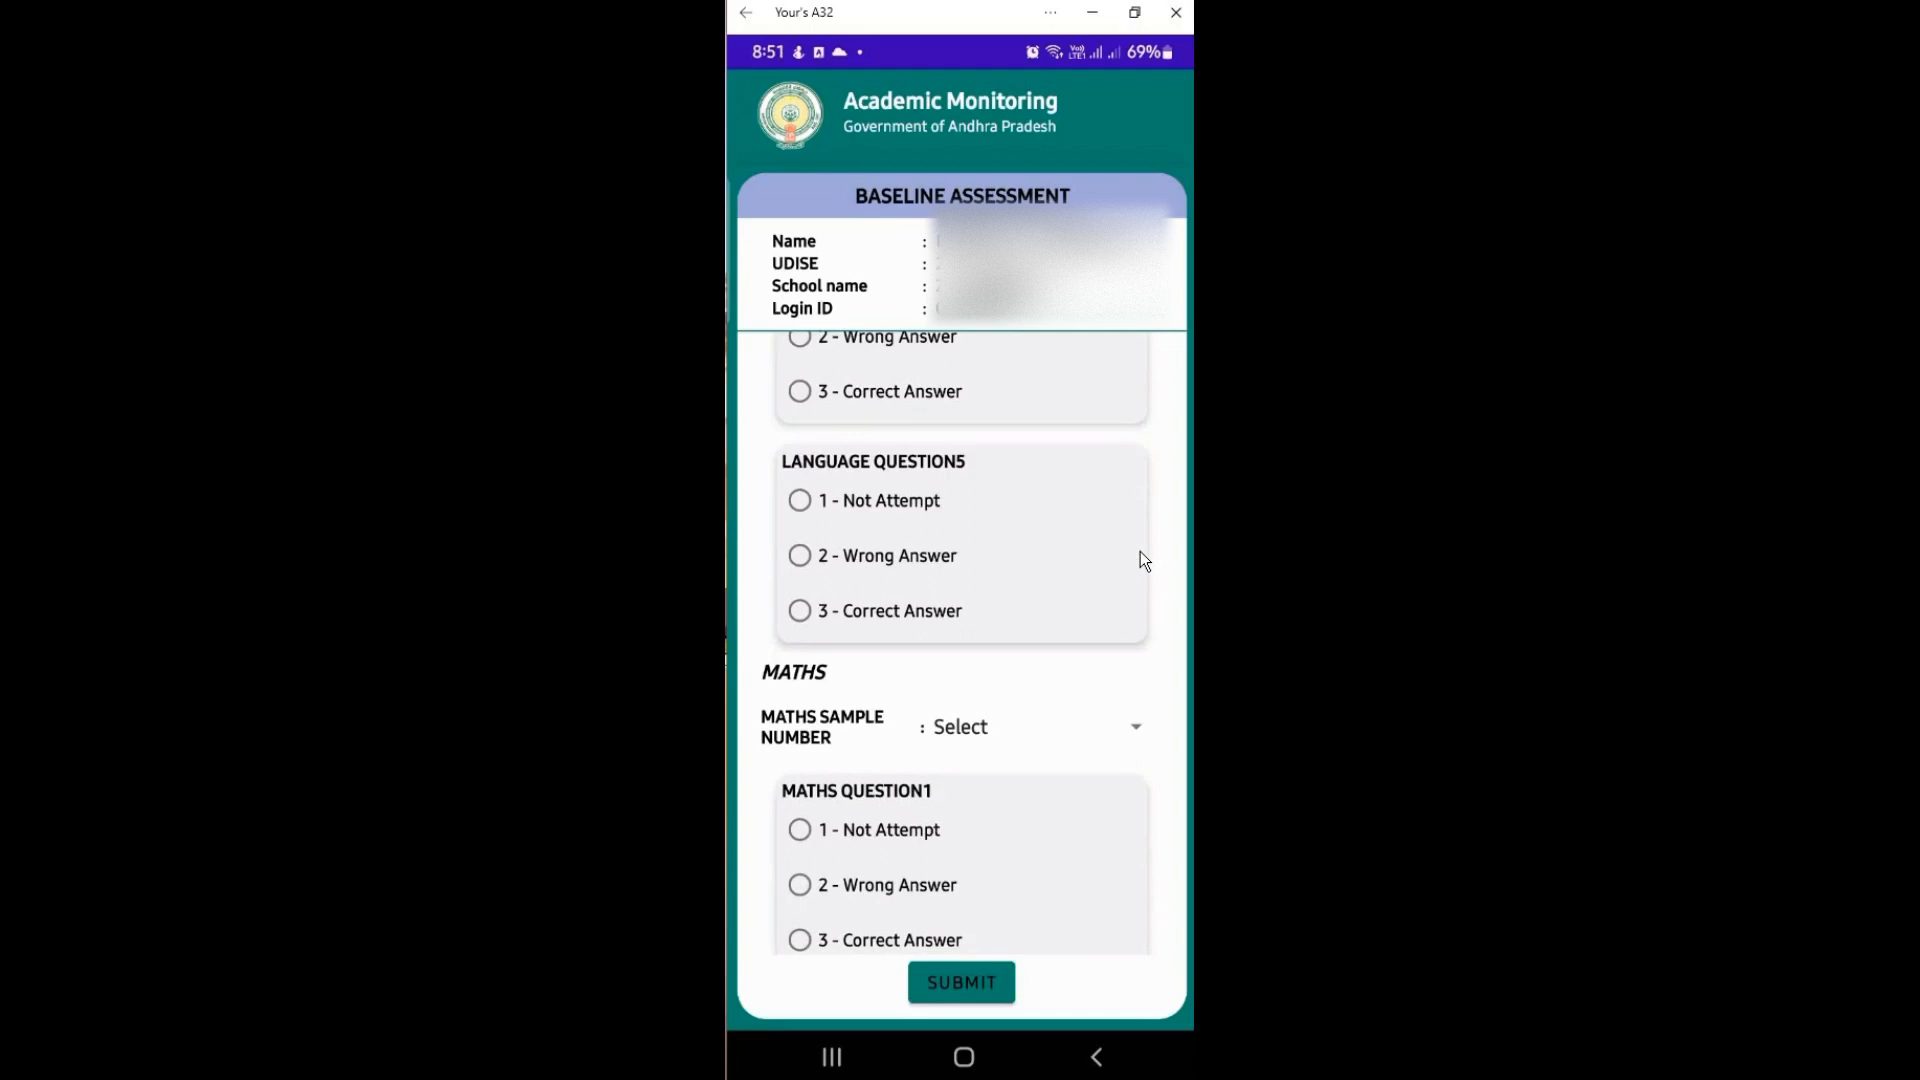 Your's A32
8:51
69%
Academic Monitoring
Government of Andhra Pradesh
BASELINE ASSESSMENT
Name :
UDISE :
School name :
Login ID :
2 - Wrong Answer
3 - Correct Answer
LANGUAGE QUESTION5
1 - Not Attempt
2 - Wrong Answer
3 - Correct Answer
MATHS
MATHS SAMPLE
NUMBER
: Select
MATHS QUESTION1
1 - Not Attempt
2 - Wrong Answer
3 - Correct Answer
SUBMIT